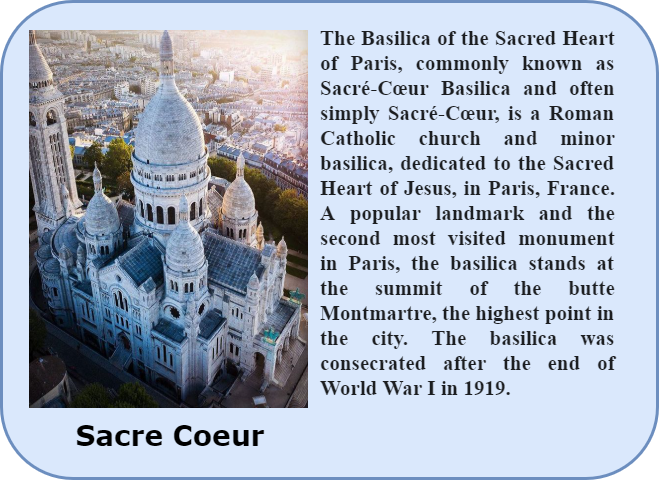 The Basilica of the Sacred Heart
of Paris, commonly known as
Sacré-Cœur Basilica and often
simply Sacré-Cœur, is a Roman
Catholic church and minor
basilica, dedicated to the Sacred
Heart of Jesus, in Paris, France.
A popular landmark and the
second most visited monument
in Paris, the basilica stands at
the summit of the butte
Montmartre, the highest point in
the city. The basilica was
consecrated after the end of
World War I in 1919.
Sacre Coeur